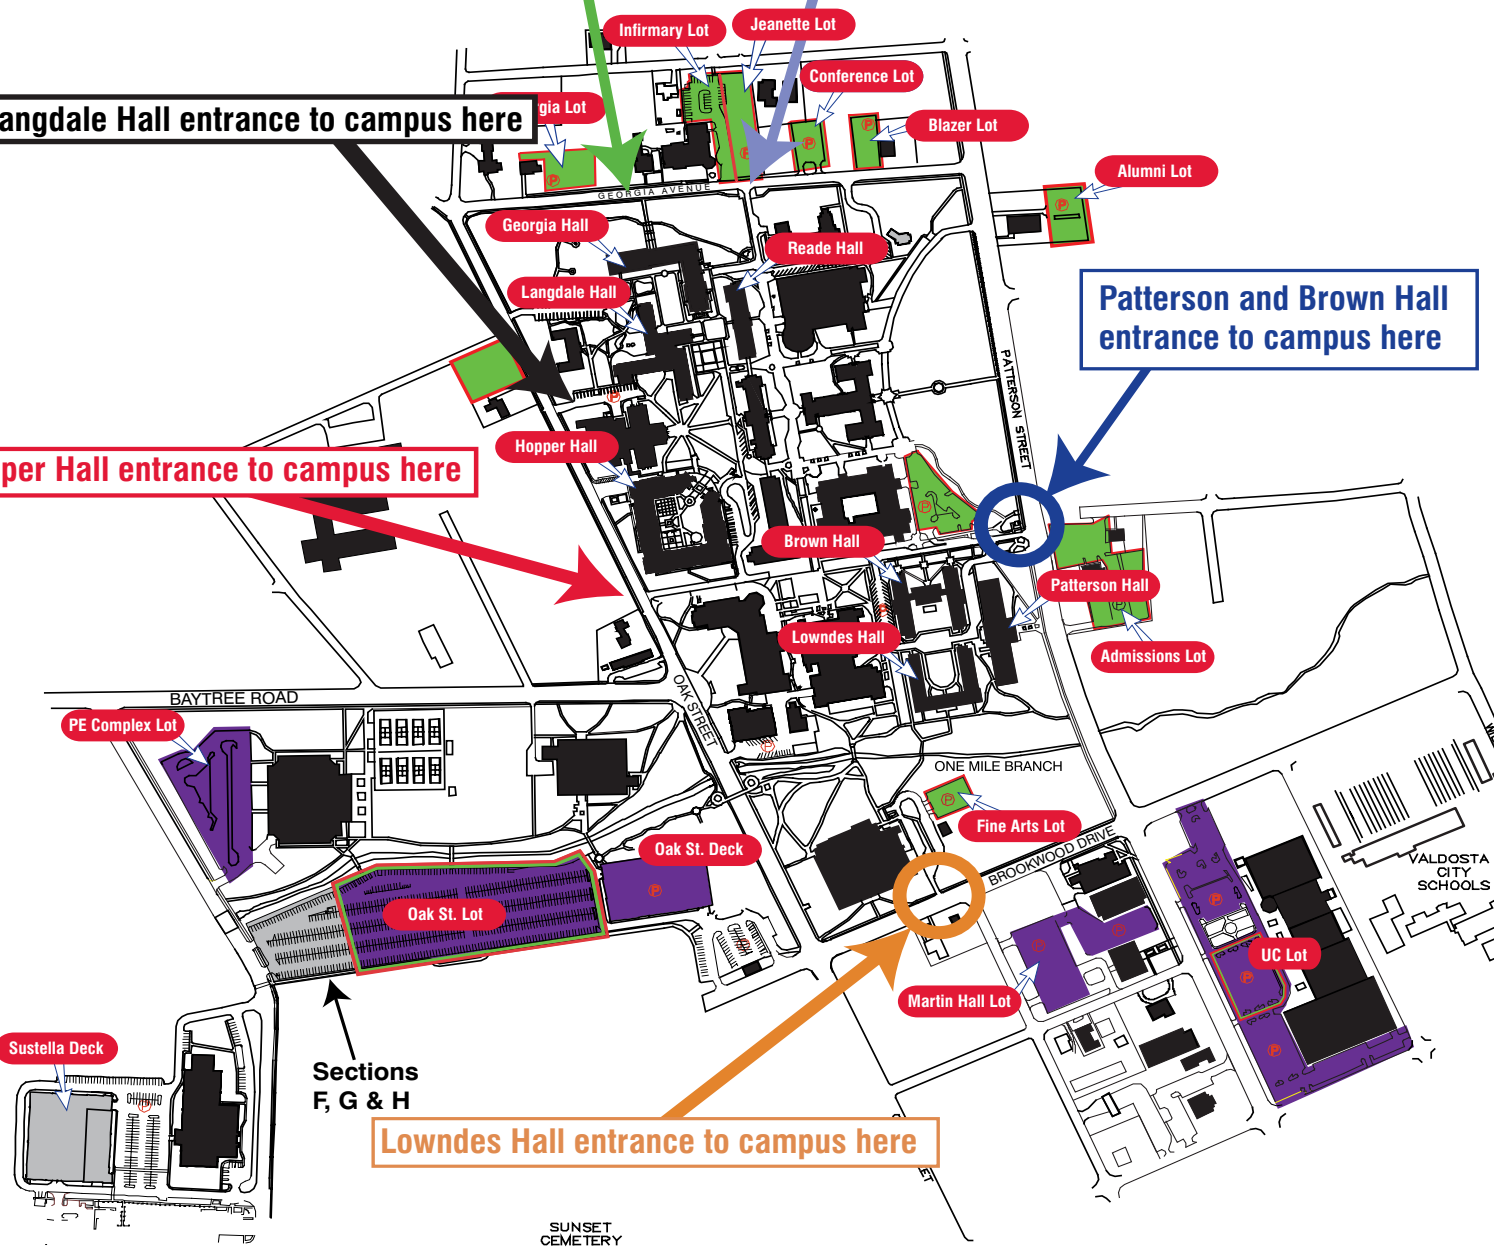 Infirmary Lot
Jeanette Lot
Conference Lot
gia Lot
angdale Hall entrance to campus here
Blazer Lot
Alumni Lot
GEORGIA AVENUE
Georgia Hall
Reade Hall
Langdale Hall
Patterson and Brown Hall
entrance to campus here
PATTERSON STREET
Hopper Hall
per Hall entrance to campus here
Brown Hall
Patterson Hall
Lowndes Hall
Admissions Lot
BAYTREE ROAD
OAK STREET
PE Complex Lot
ONE MILE BRANCH
Fine Arts Lot
Oak St. Deck
BROOKWOOD DRIVE
VALDOSTA
CITY
SCHOOLS
Oak St. Lot
UC Lot
Martin Hall Lot
Sustella Deck
Sections
F, G & H
Lowndes Hall entrance to campus here
SUNSET
CEMETERY